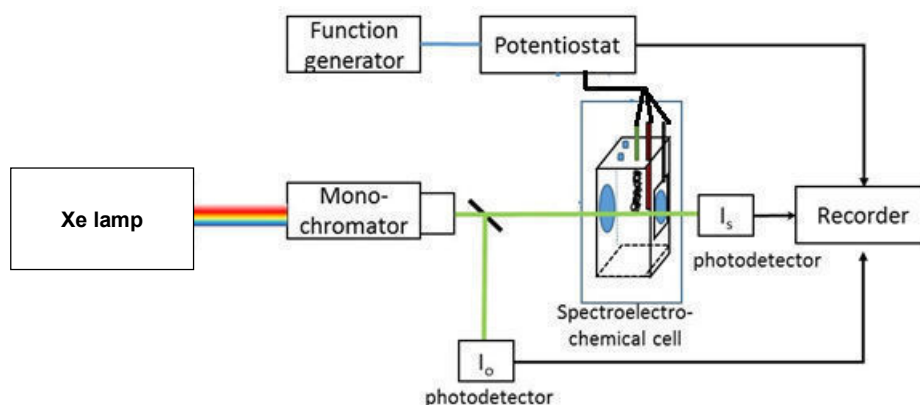 Function
generator
Potentiostat
Xe lamp
Mono-
chromator
Iₛ
photodetector
Recorder
Spectroelectro-
chemical cell
Iₒ
photodetector